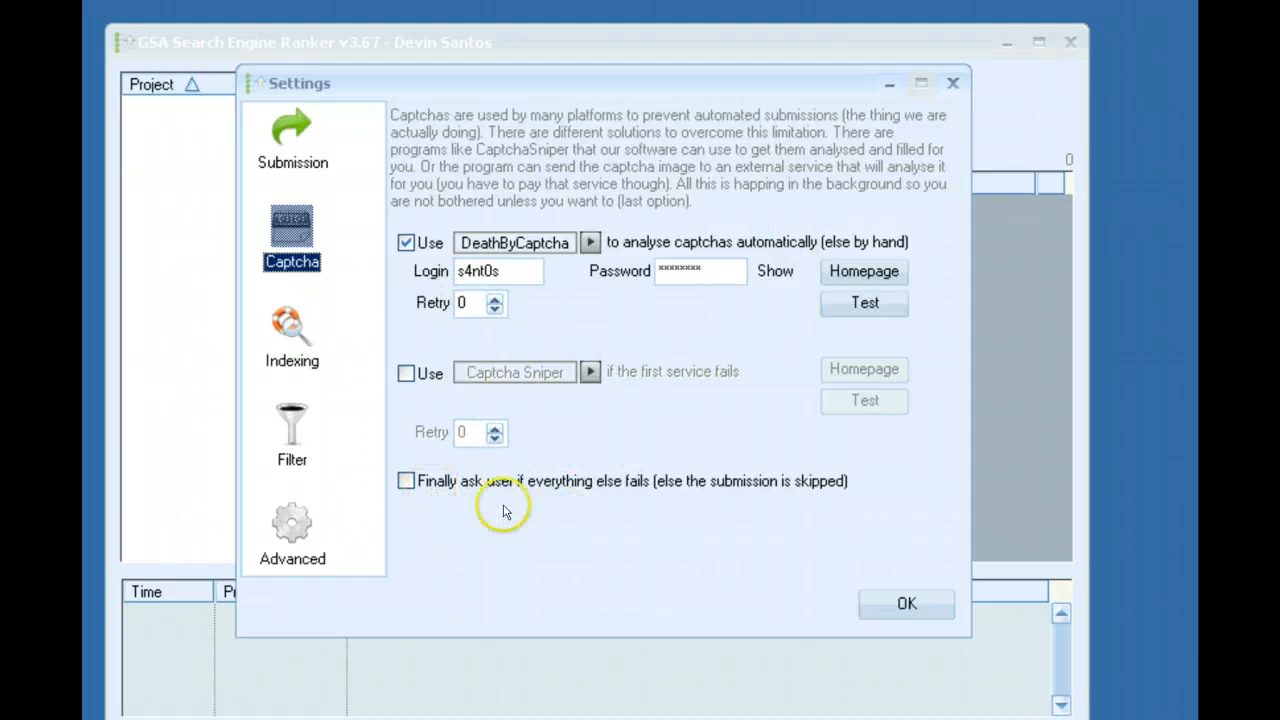 GSA Search Engine Ranker v3.67 - Devin Santos
Project
Settings
Captchas are used by many platforms to prevent automated submissions (the thing we are
actually doing). There are different solutions to overcome this limitation. There are
programs like CaptchaSniper that our software can use to get them analysed and filled for
you. Or the program can send the captcha image to an external service that will analyse it
for you (you have to pay that service though). All this is happing in the background so you
are not bothered unless you want to (last option).
0
Submission
Captcha
Indexing
Filter
Advanced
Use DeathByCaptcha to analyse captchas automatically (else by hand)
Login s4nt0s Password ******** Show Homepage
Retry 0 Test
Use Captcha Sniper if the first service fails Homepage
Test
Retry 0
Finally ask user if everything else fails (else the submission is skipped)
OK
Time